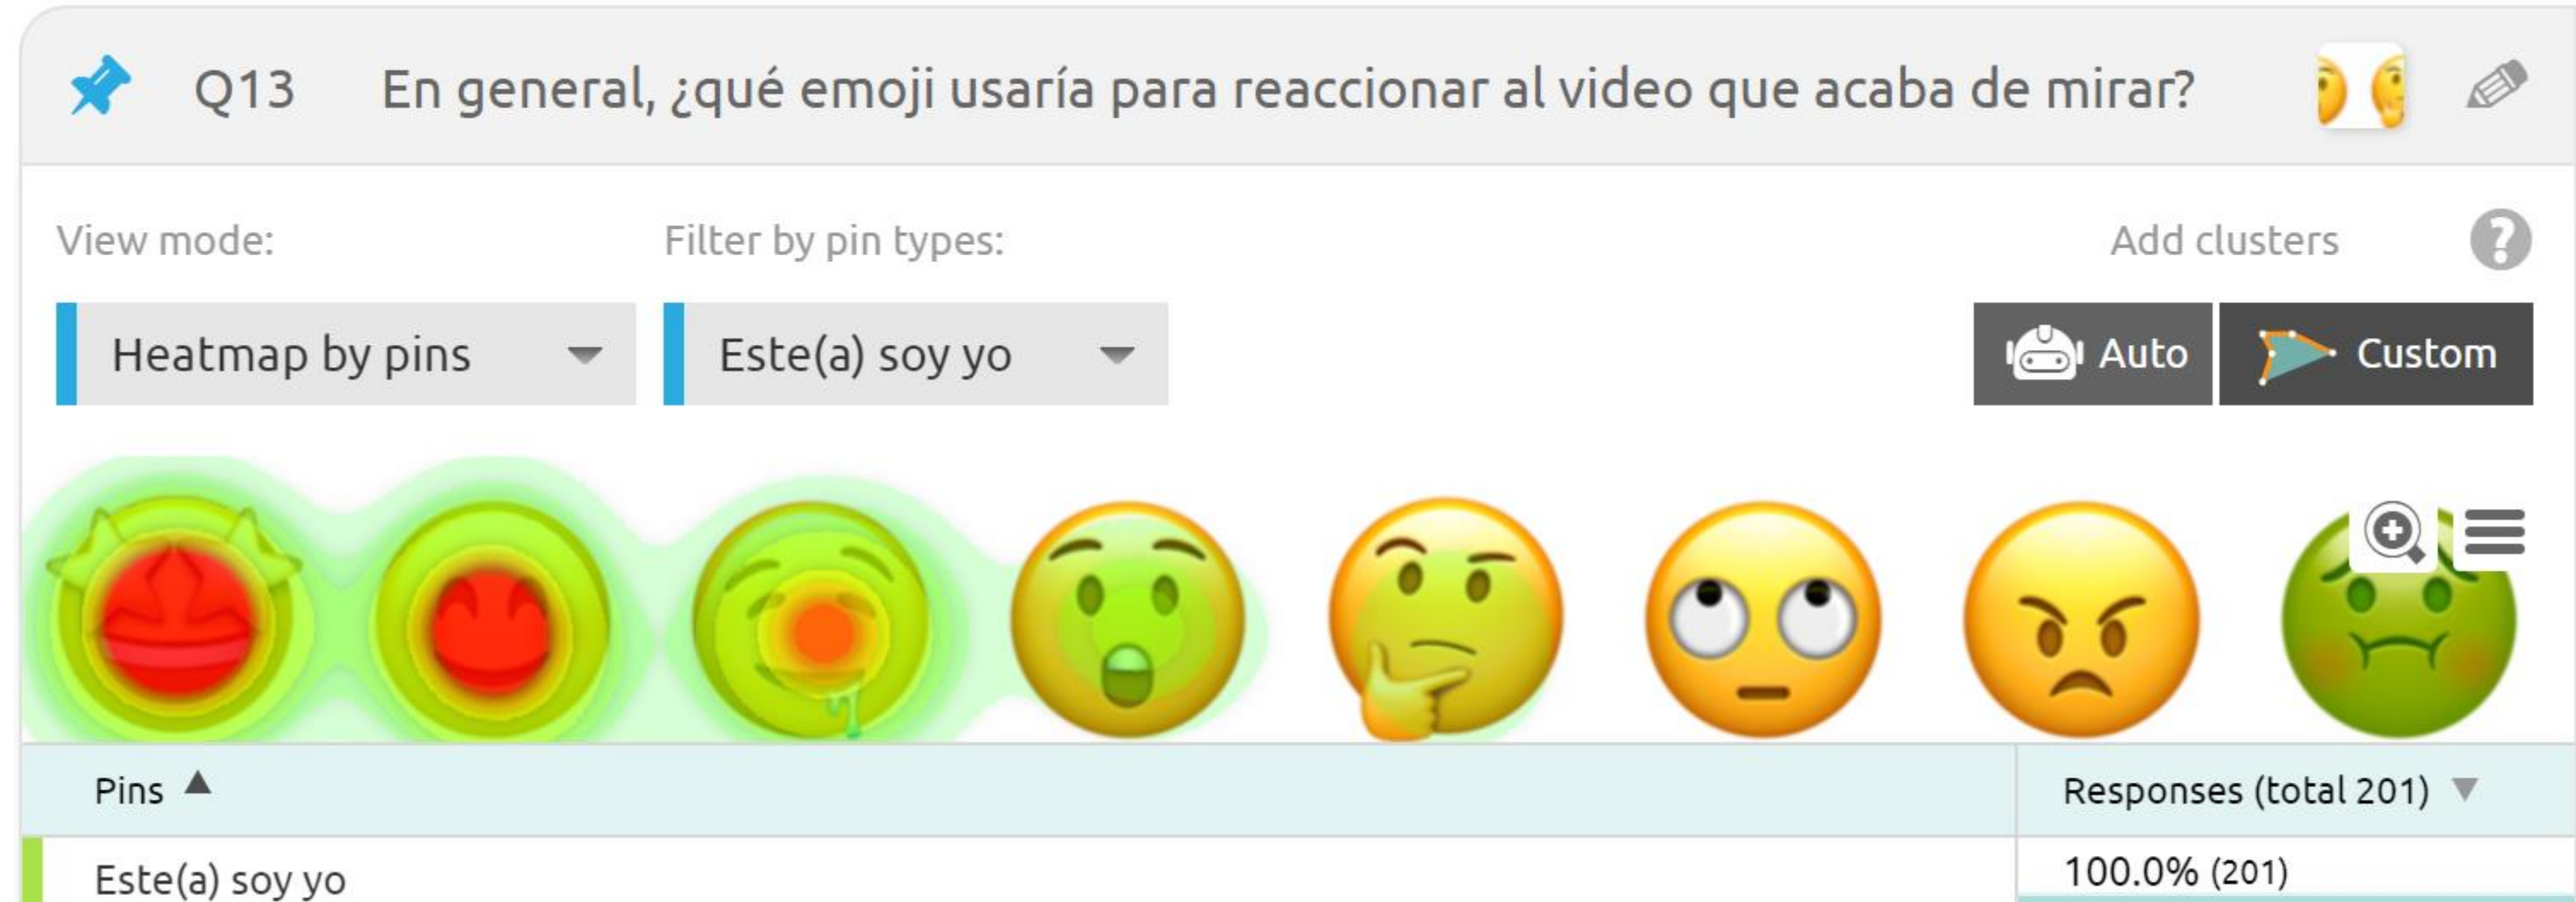 Q13 En general, ¿qué emoji usaría para reaccionar al video que acaba de mirar?
View mode: Filter by pin types: Add clusters ?
Heatmap by pins Este(a) soy yo Auto Custom
Pins Responses (total 201)
Este(a) soy yo 100.0% (201)